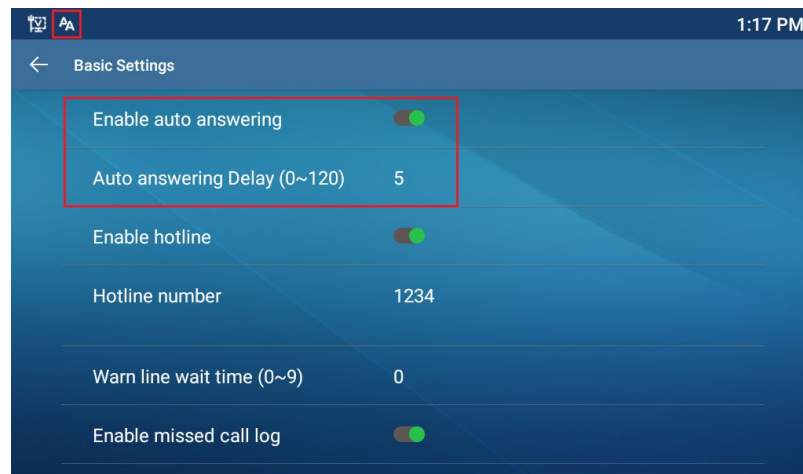 AA 1:17 PM
Basic Settings
Enable auto answering
Auto answering Delay (0~120) 5
Enable hotline
Hotline number 1234
Warn line wait time (0~9) 0
Enable missed call log